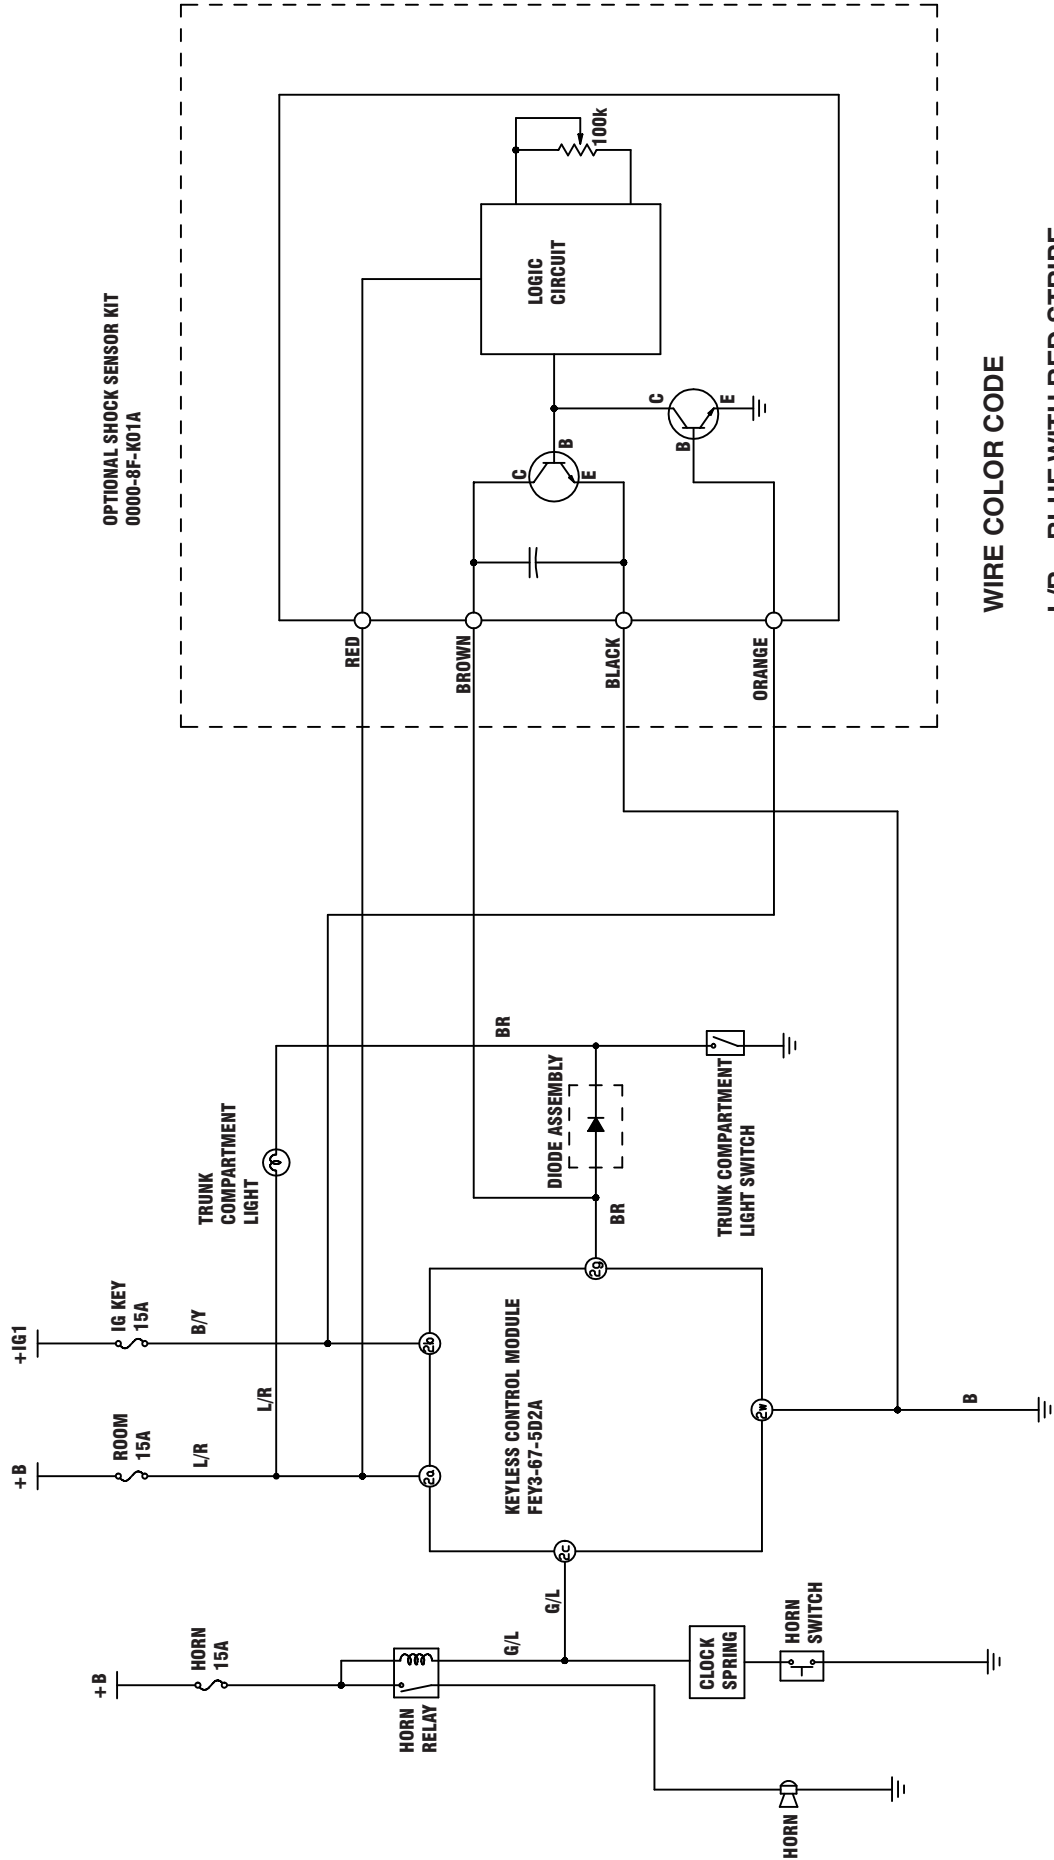 OPTIONAL SHOCK SENSOR KIT
0000-8F-K01A
100k
LOGIC
CIRCUIT
C
B
E
C
B
E
RED
BROWN
BLACK
ORANGE
WIRE COLOR CODE
L/R BLUE WITH RED STRIPE
BR
DIODE ASSEMBLY
BR
TRUNK
COMPARTMENT
LIGHT
TRUNK COMPARTMENT
LIGHT SWITCH
+IG1
IG KEY
15A
B/Y
L/R
+B
ROOM
15A
L/R
2g
2b
2a
2w
2c
KEYLESS CONTROL MODULE
FEY3-67-5D2A
B
G/L
G/L
+B
HORN
15A
HORN
RELAY
CLOCK
SPRING
HORN
SWITCH
HORN